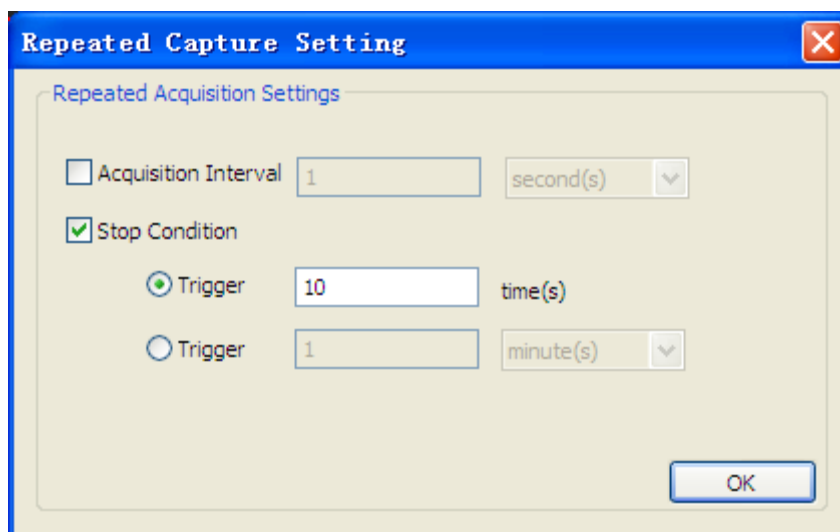 Repeated Capture Setting
Repeated Acquisition Settings
Acquisition Interval 1 second(s)
Stop Condition
Trigger 10 time(s)
Trigger 1 minute(s)
OK